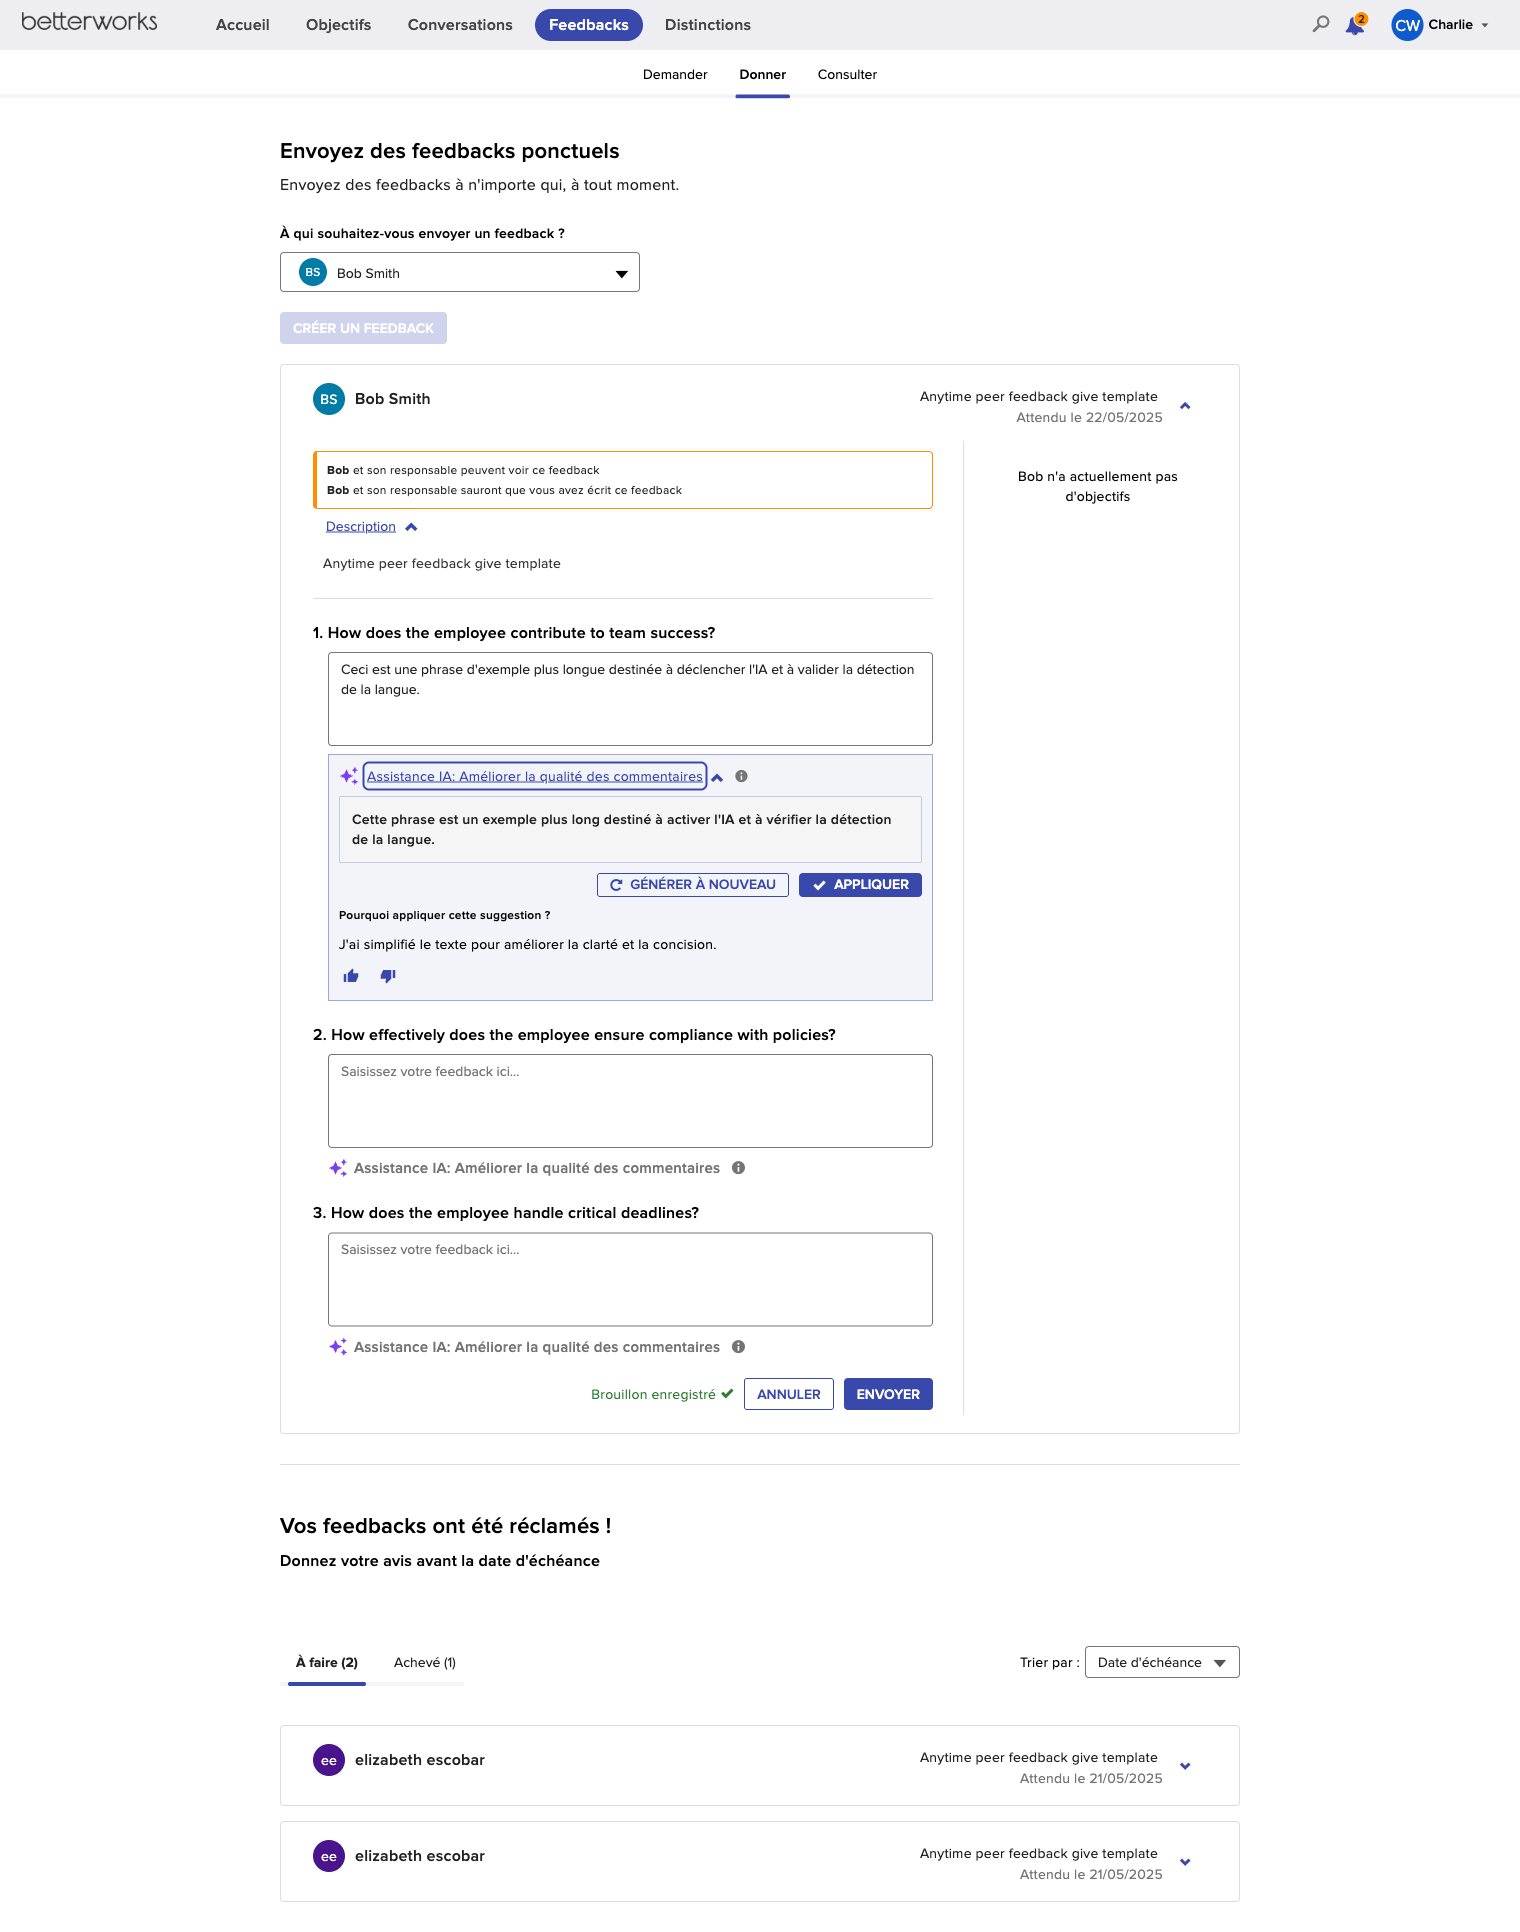 betterworks
Accueil
Objectifs
Conversations
Feedbacks
Distinctions
2
CW
Charlie
Demander
Donner
Consulter
Envoyez des feedbacks ponctuels
Envoyez des feedbacks à n'importe qui, à tout moment.
À qui souhaitez-vous envoyer un feedback ?
BS
Bob Smith
CRÉER UN FEEDBACK
BS
Bob Smith
Anytime peer feedback give template
Attendu le 22/05/2025
Bob et son responsable peuvent voir ce feedback
Bob et son responsable sauront que vous avez écrit ce feedback
Bob n'a actuellement pas
d'objectifs
Description
Anytime peer feedback give template
1. How does the employee contribute to team success?
Ceci est une phrase d'exemple plus longue destinée à déclencher l'IA et à valider la détection
de la langue.
Assistance IA: Améliorer la qualité des commentaires
Cette phrase est un exemple plus long destiné à activer l'IA et à vérifier la détection
de la langue.
GÉNÉRER À NOUVEAU
APPLIQUER
Pourquoi appliquer cette suggestion ?
J'ai simplifié le texte pour améliorer la clarté et la concision.
2. How effectively does the employee ensure compliance with policies?
Saisissez votre feedback ici...
Assistance IA: Améliorer la qualité des commentaires
3. How does the employee handle critical deadlines?
Saisissez votre feedback ici...
Assistance IA: Améliorer la qualité des commentaires
Brouillon enregistré
ANNULER
ENVOYER
Vos feedbacks ont été réclamés !
Donnez votre avis avant la date d'échéance
À faire (2)
Achevé (1)
Trier par :
Date d'échéance
ee
elizabeth escobar
Anytime peer feedback give template
Attendu le 21/05/2025
ee
elizabeth escobar
Anytime peer feedback give template
Attendu le 21/05/2025